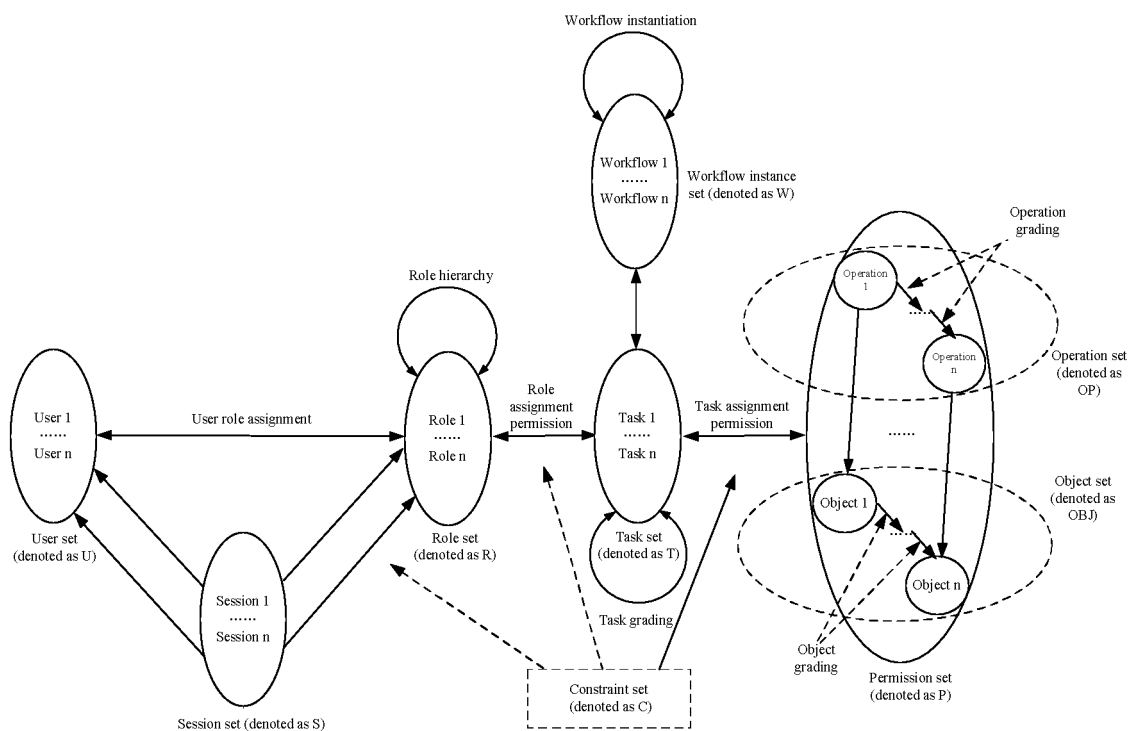 Workflow instantiation
Workflow 1
......
Workflow n
Workflow instance
set (denoted as W)
Operation
grading
Role hierarchy
Operation
1
......
Operation
n
Operation set
(denoted as
OP)
User 1
......
User n
User role assignment
Role 1
......
Role n
Role
assignment
permission
Task 1
......
Task n
Task assignment
permission
......
Object set
(denoted as
OBJ)
Object 1
......
Object n
User set
(denoted as U)
Role set
(denoted as R)
Task set
(denoted as T)
Session 1
......
Session n
Task grading
Object
grading
Permission set
(denoted as P)
Constraint set
(denoted as C)
Session set (denoted as S)